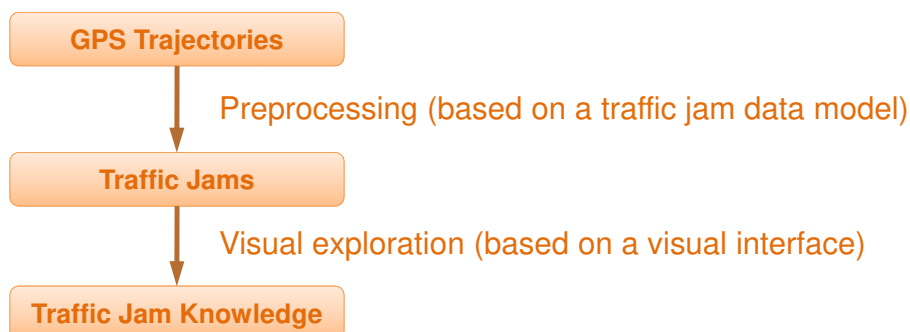 GPS Trajectories
Preprocessing (based on a traffic jam data model)
Traffic Jams
Visual exploration (based on a visual interface)
Traffic Jam Knowledge